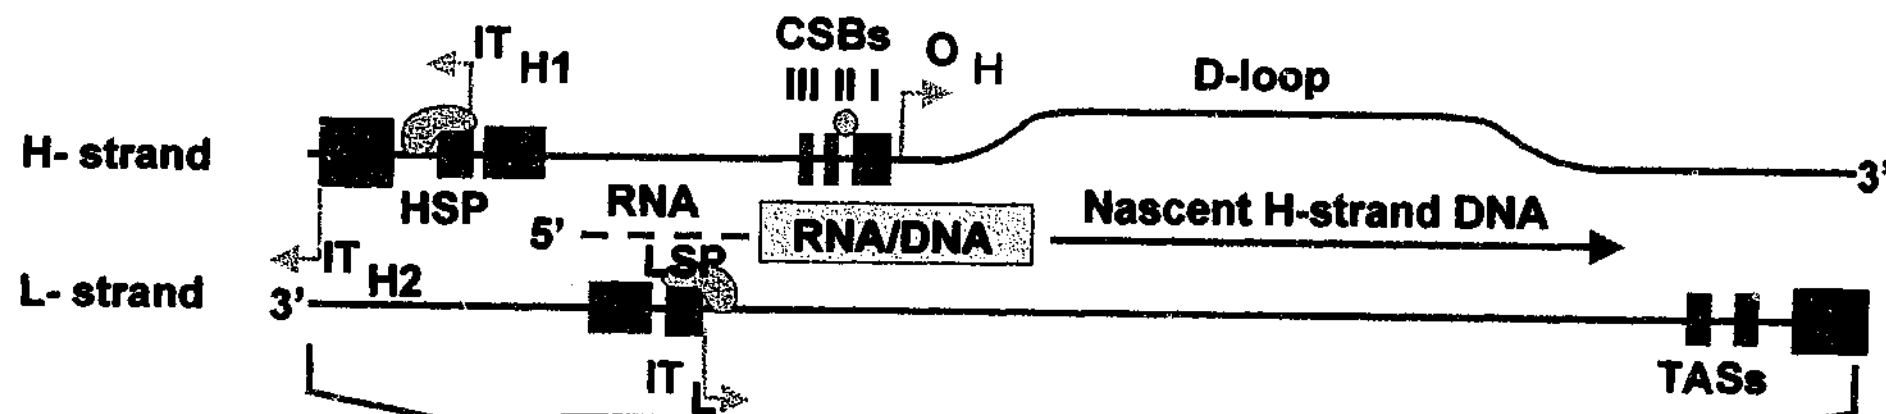 IT H1
CSBs
III II I
O H
D-loop
H- strand
3'
HSP
RNA
5'
RNA/DNA
Nascent H-strand DNA
LSP
IT H2
L- strand
3'
IT L
TASs